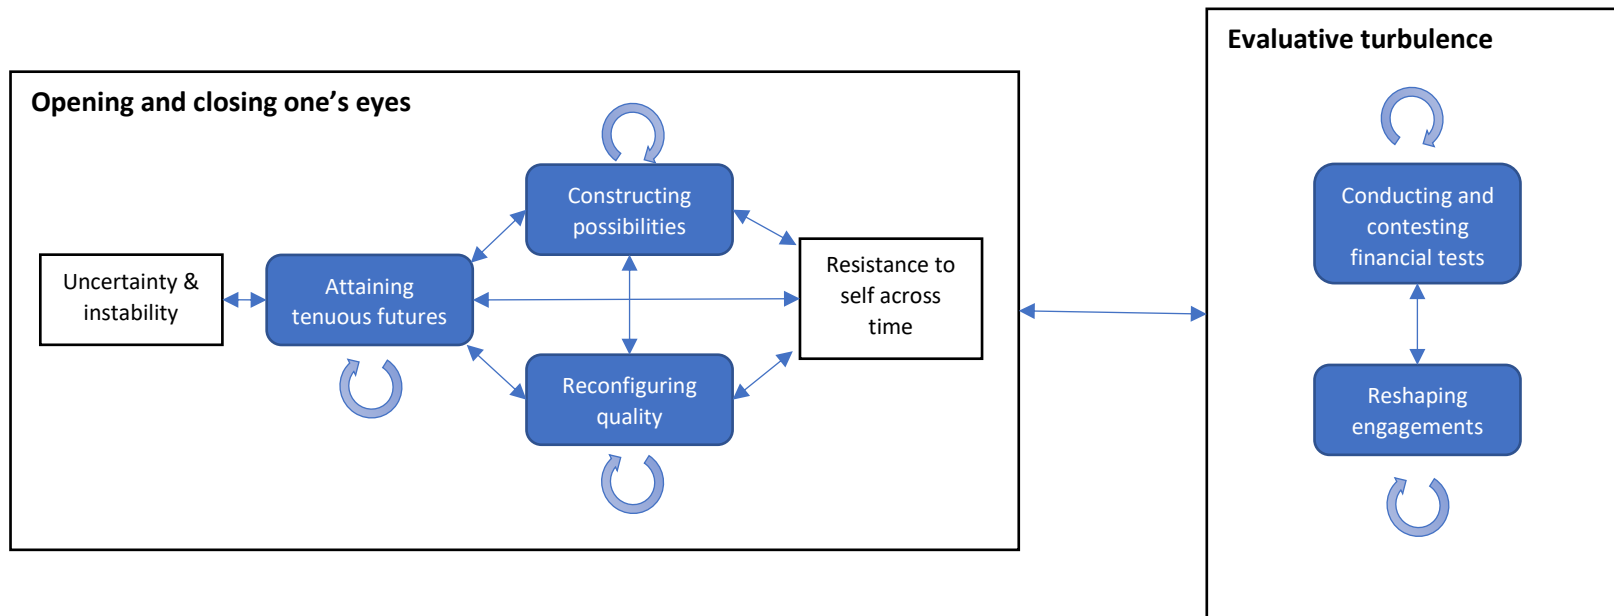 Evaluative turbulence
Opening and closing one’s eyes
Constructing
possibilities
Conducting and
contesting
financial tests
Uncertainty &
instability
Attaining
tenuous futures
Resistance to
self across
time
Reconfiguring
quality
Reshaping
engagements